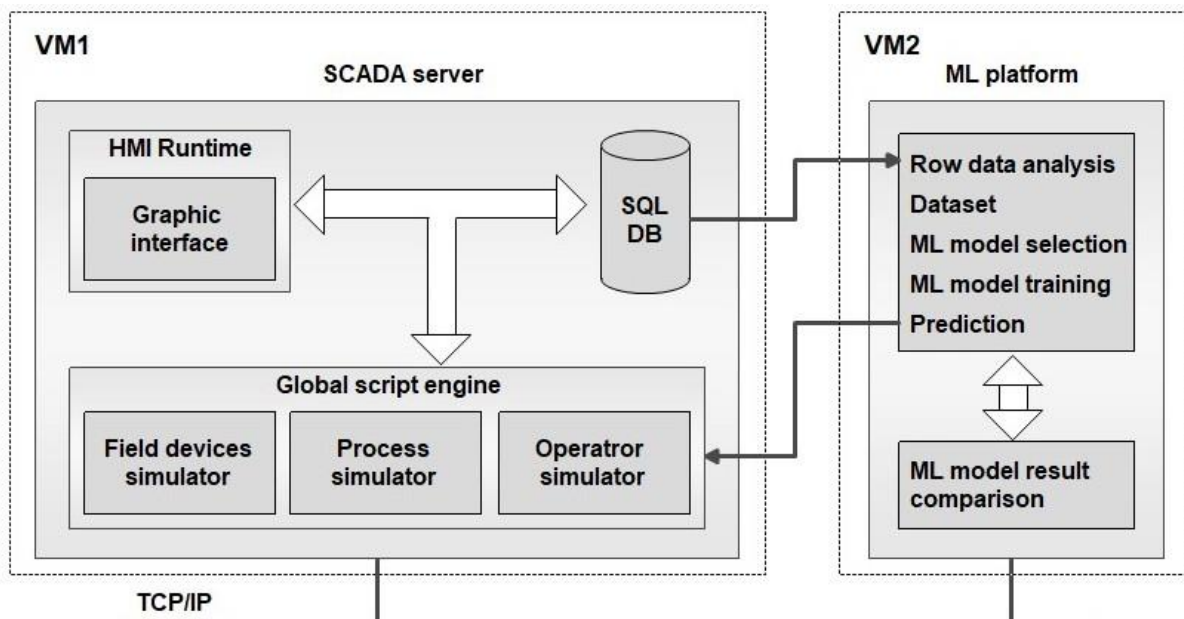 VM1
SCADA server
HMI Runtime
Graphic
interface
SQL
DB
Global script engine
Field devices
simulator
Process
simulator
Operatror
simulator
TCP/IP
VM2
ML platform
Row data analysis
Dataset
ML model selection
ML model training
Prediction
ML model result
comparison